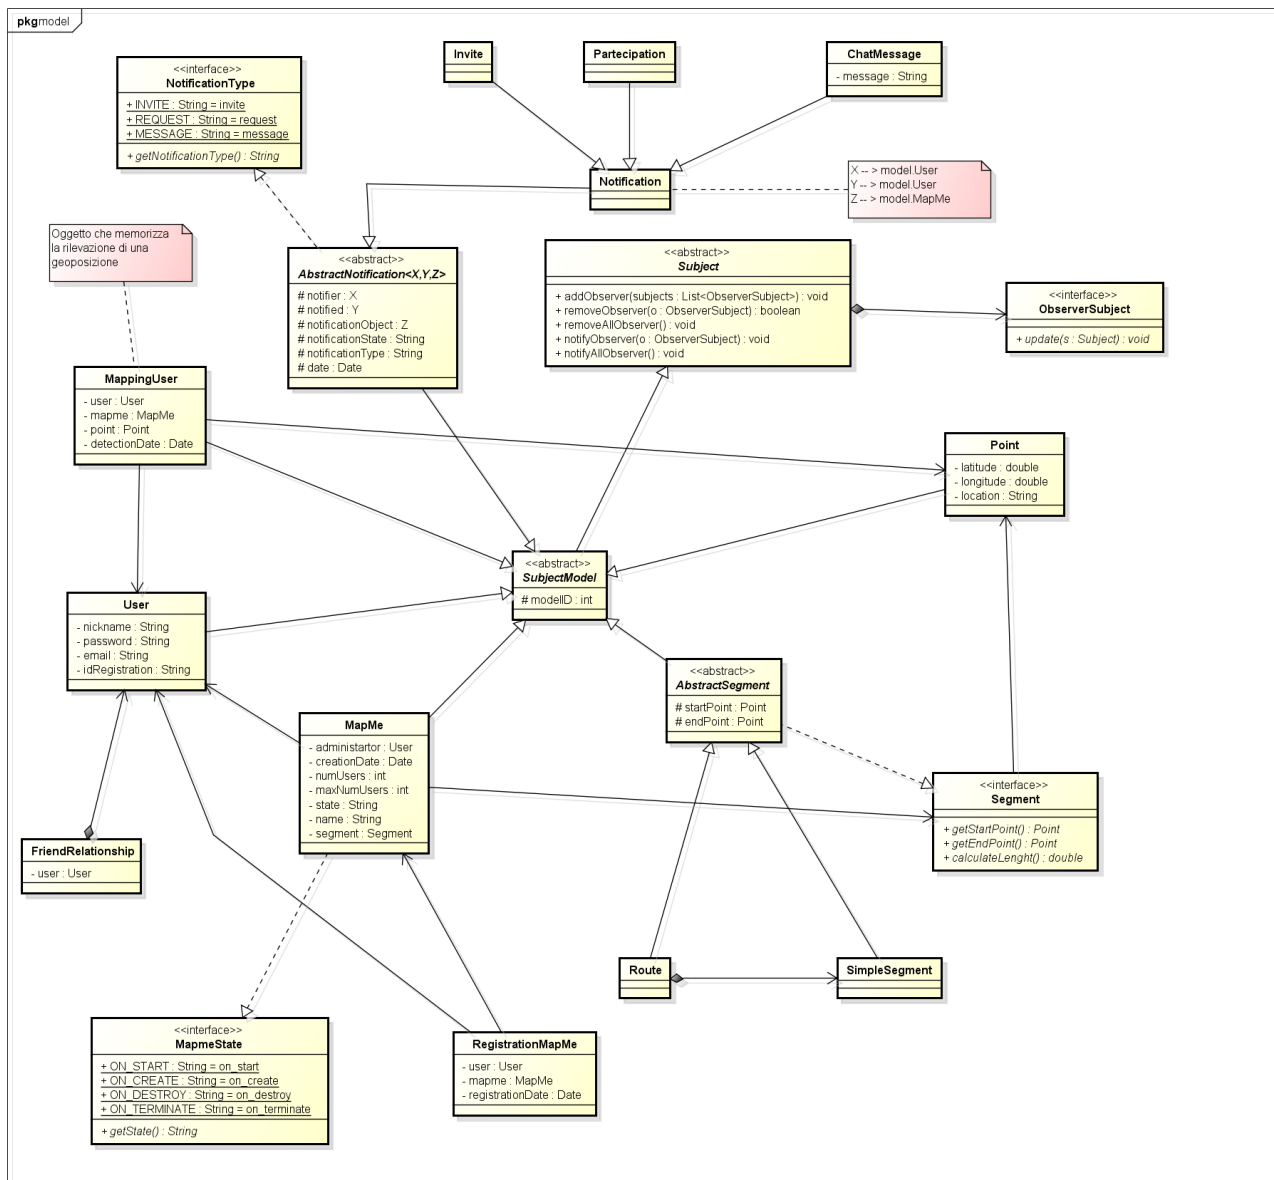 pkg model
Invite
Partecipation
ChatMessage
- message : String
<<interface>>
NotificationType
+ INVITE : String = invite
+ REQUEST : String = request
+ MESSAGE : String = message
+ getNotificationType() : String
Notification
X -- > model.User
Y -- > model.User
Z -- > model.MapMe
Oggetto che memorizza
la rilevazione di una
geoposizione
<<abstract>>
AbstractNotification<X,Y,Z>
# notifier : X
# notified : Y
# notificationObject : Z
# notificationState : String
# notificationType : String
# date : Date
<<abstract>>
Subject
+ addObserver(subjects : List<ObserverSubject>) : void
+ removeObserver(o : ObserverSubject) : boolean
+ removeAllObserver() : void
+ notifyObserver(o : ObserverSubject) : void
+ notifyAllObserver() : void
<<interface>>
ObserverSubject
+ update(s : Subject) : void
MappingUser
- user : User
- mapme : MapMe
- point : Point
- detectionDate : Date
Point
- latitude : double
- longitude : double
- location : String
<<abstract>>
SubjectModel
# modelID : int
User
- nickname : String
- password : String
- email : String
- idRegistration : String
<<abstract>>
AbstractSegment
# startPoint : Point
# endPoint : Point
MapMe
- administartor : User
- creationDate : Date
- numUsers : int
- maxNumUsers : int
- state : String
- name : String
- segment : Segment
<<interface>>
Segment
+ getStartPoint() : Point
+ getEndPoint() : Point
+ calculateLenght() : double
FriendRelationship
- user : User
Route
SimpleSegment
<<interface>>
MapmeState
+ ON_START : String = on_start
+ ON_CREATE : String = on_create
+ ON_DESTROY : String = on_destroy
+ ON_TERMINATE : String = on_terminate
+ getState() : String
RegistrationMapMe
- user : User
- mapme : MapMe
- registrationDate : Date